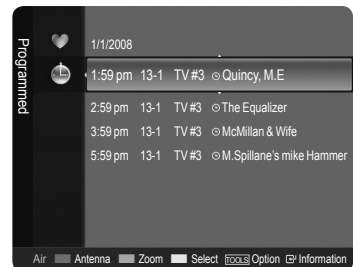 Programmed
1/1/2008
1:59 pm 13-1 TV #3 Quincy, M.E
2:59 pm 13-1 TV #3 The Equalizer
3:59 pm 13-1 TV #3 McMillan & Wife
5:59 pm 13-1 TV #3 M.Spillane's mike Hammer
Air Antenna Zoom Select TOOLS Option Information